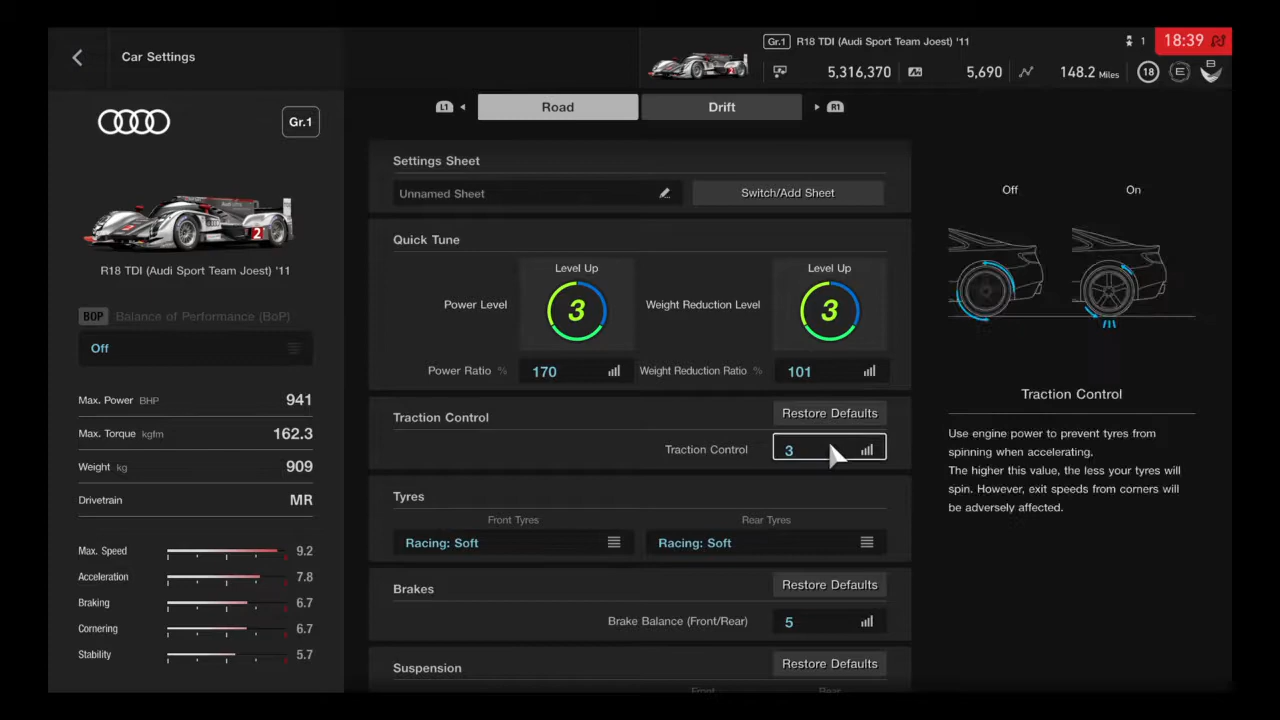 Car Settings
Gr.1 R18 TDI (Audi Sport Team Joest) '11
1
18:39
5,316,370
5,690
148.2 Miles
18
E
B
Gr.1
R18 TDI (Audi Sport Team Joest) '11
BOP Balance of Performance (BoP)
Off
Max. Power BHP 941
Max. Torque kgfm 162.3
Weight kg 909
Drivetrain MR
Max. Speed 9.2
Acceleration 7.8
Braking 6.7
Cornering 6.7
Stability 5.7
L1 Road Drift R1
Settings Sheet
Unnamed Sheet Switch/Add Sheet
Quick Tune
Level Up Level Up
Power Level 3 Weight Reduction Level 3
Power Ratio % 170 Weight Reduction Ratio % 101
Traction Control Restore Defaults
Traction Control 3
Tyres
Front Tyres Rear Tyres
Racing: Soft Racing: Soft
Brakes Restore Defaults
Brake Balance (Front/Rear) 5
Suspension Restore Defaults
Front Rear
Off On
Traction Control
Use engine power to prevent tyres from
spinning when accelerating.
The higher this value, the less your tyres will
spin. However, exit speeds from corners will
be adversely affected.